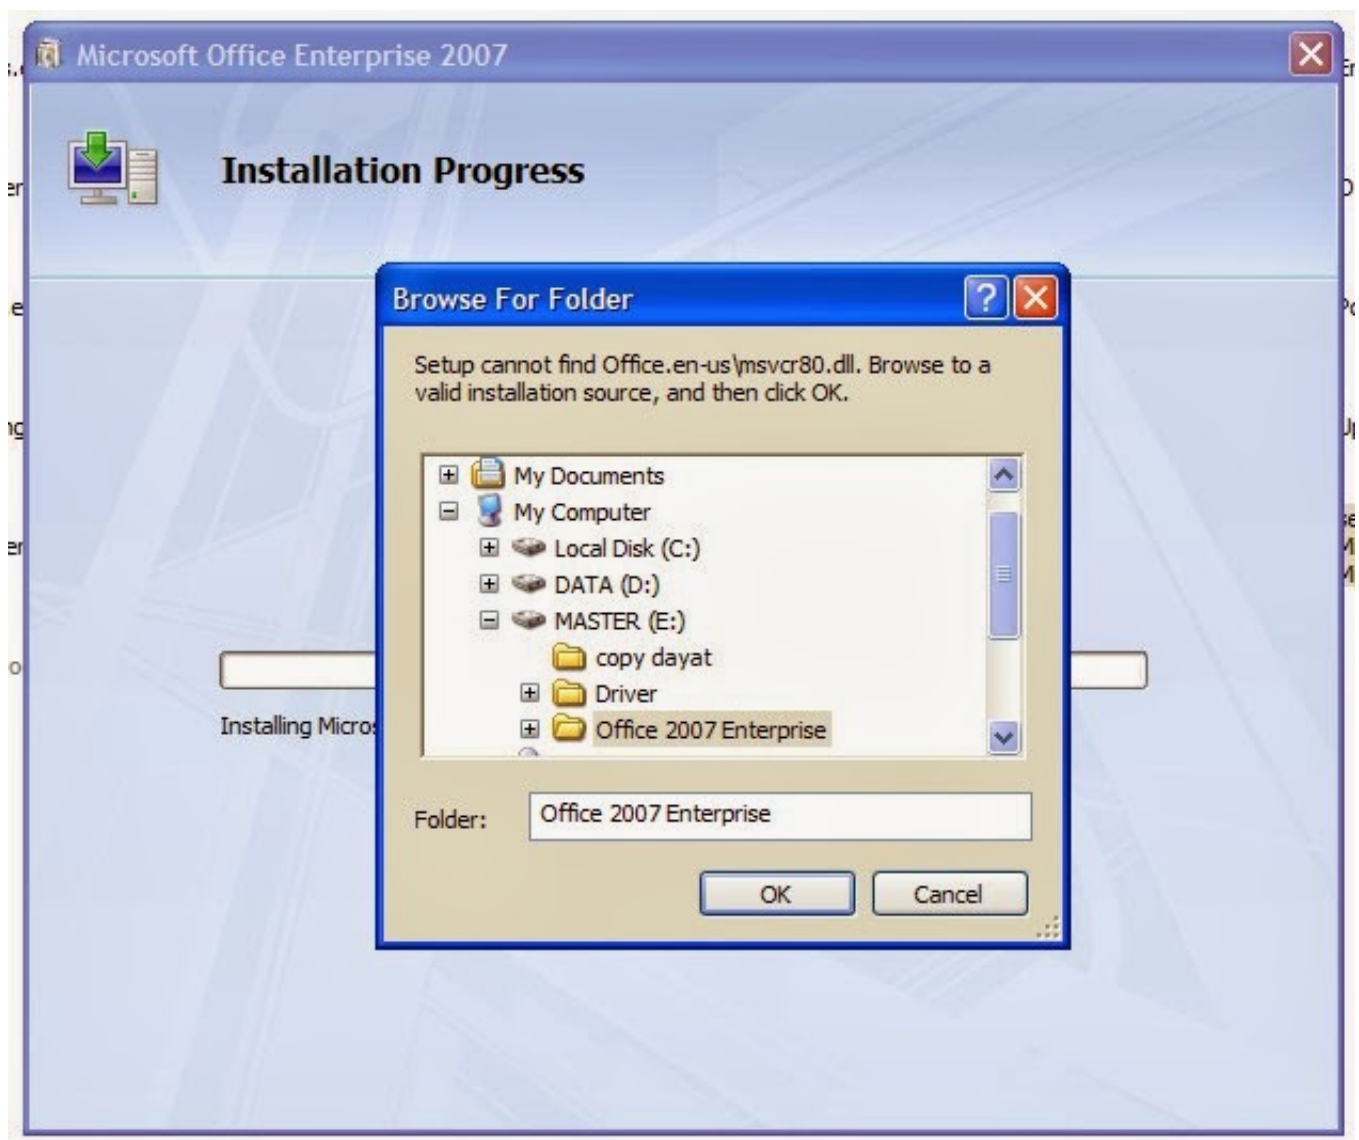 Microsoft Office Enterprise 2007
Installation Progress
Browse For Folder
Setup cannot find Office.en-us\msvcr80.dll. Browse to a
valid installation source, and then click OK.
My Documents
My Computer
Local Disk (C:)
DATA (D:)
MASTER (E:)
copy dayat
Driver
Office 2007 Enterprise
Installing
Folder: Office 2007 Enterprise
OK Cancel